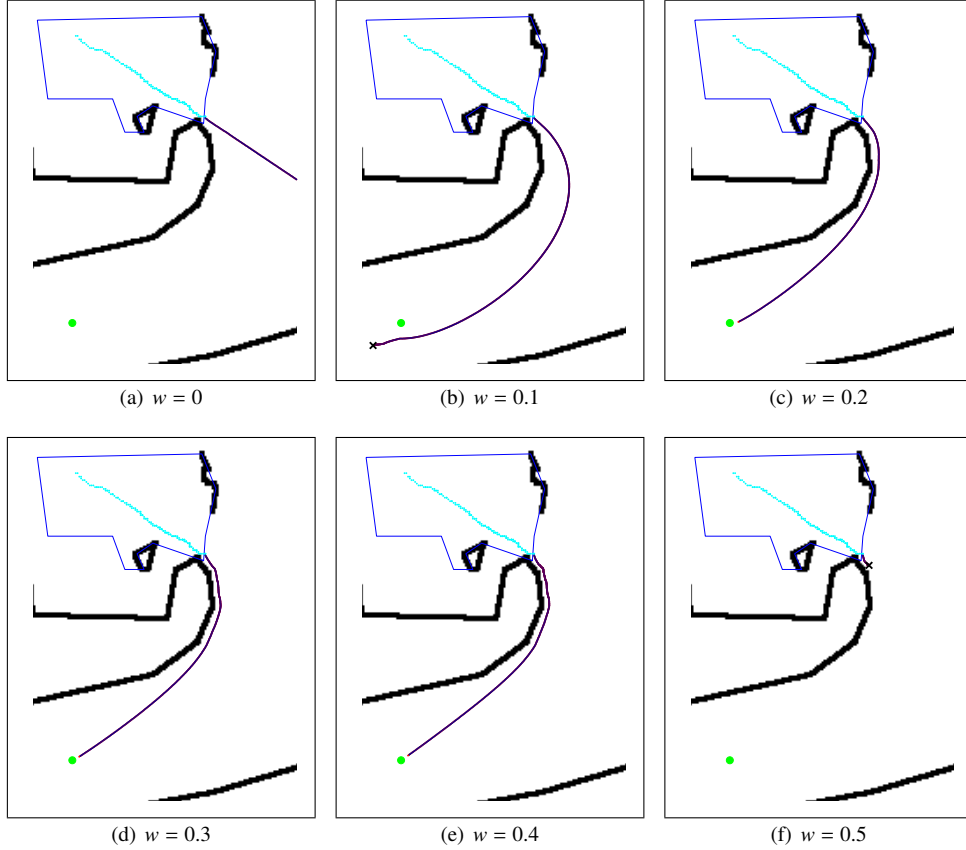 (a) w = 0
(b) w = 0.1
(c) w = 0.2
(d) w = 0.3
(e) w = 0.4
(f) w = 0.5